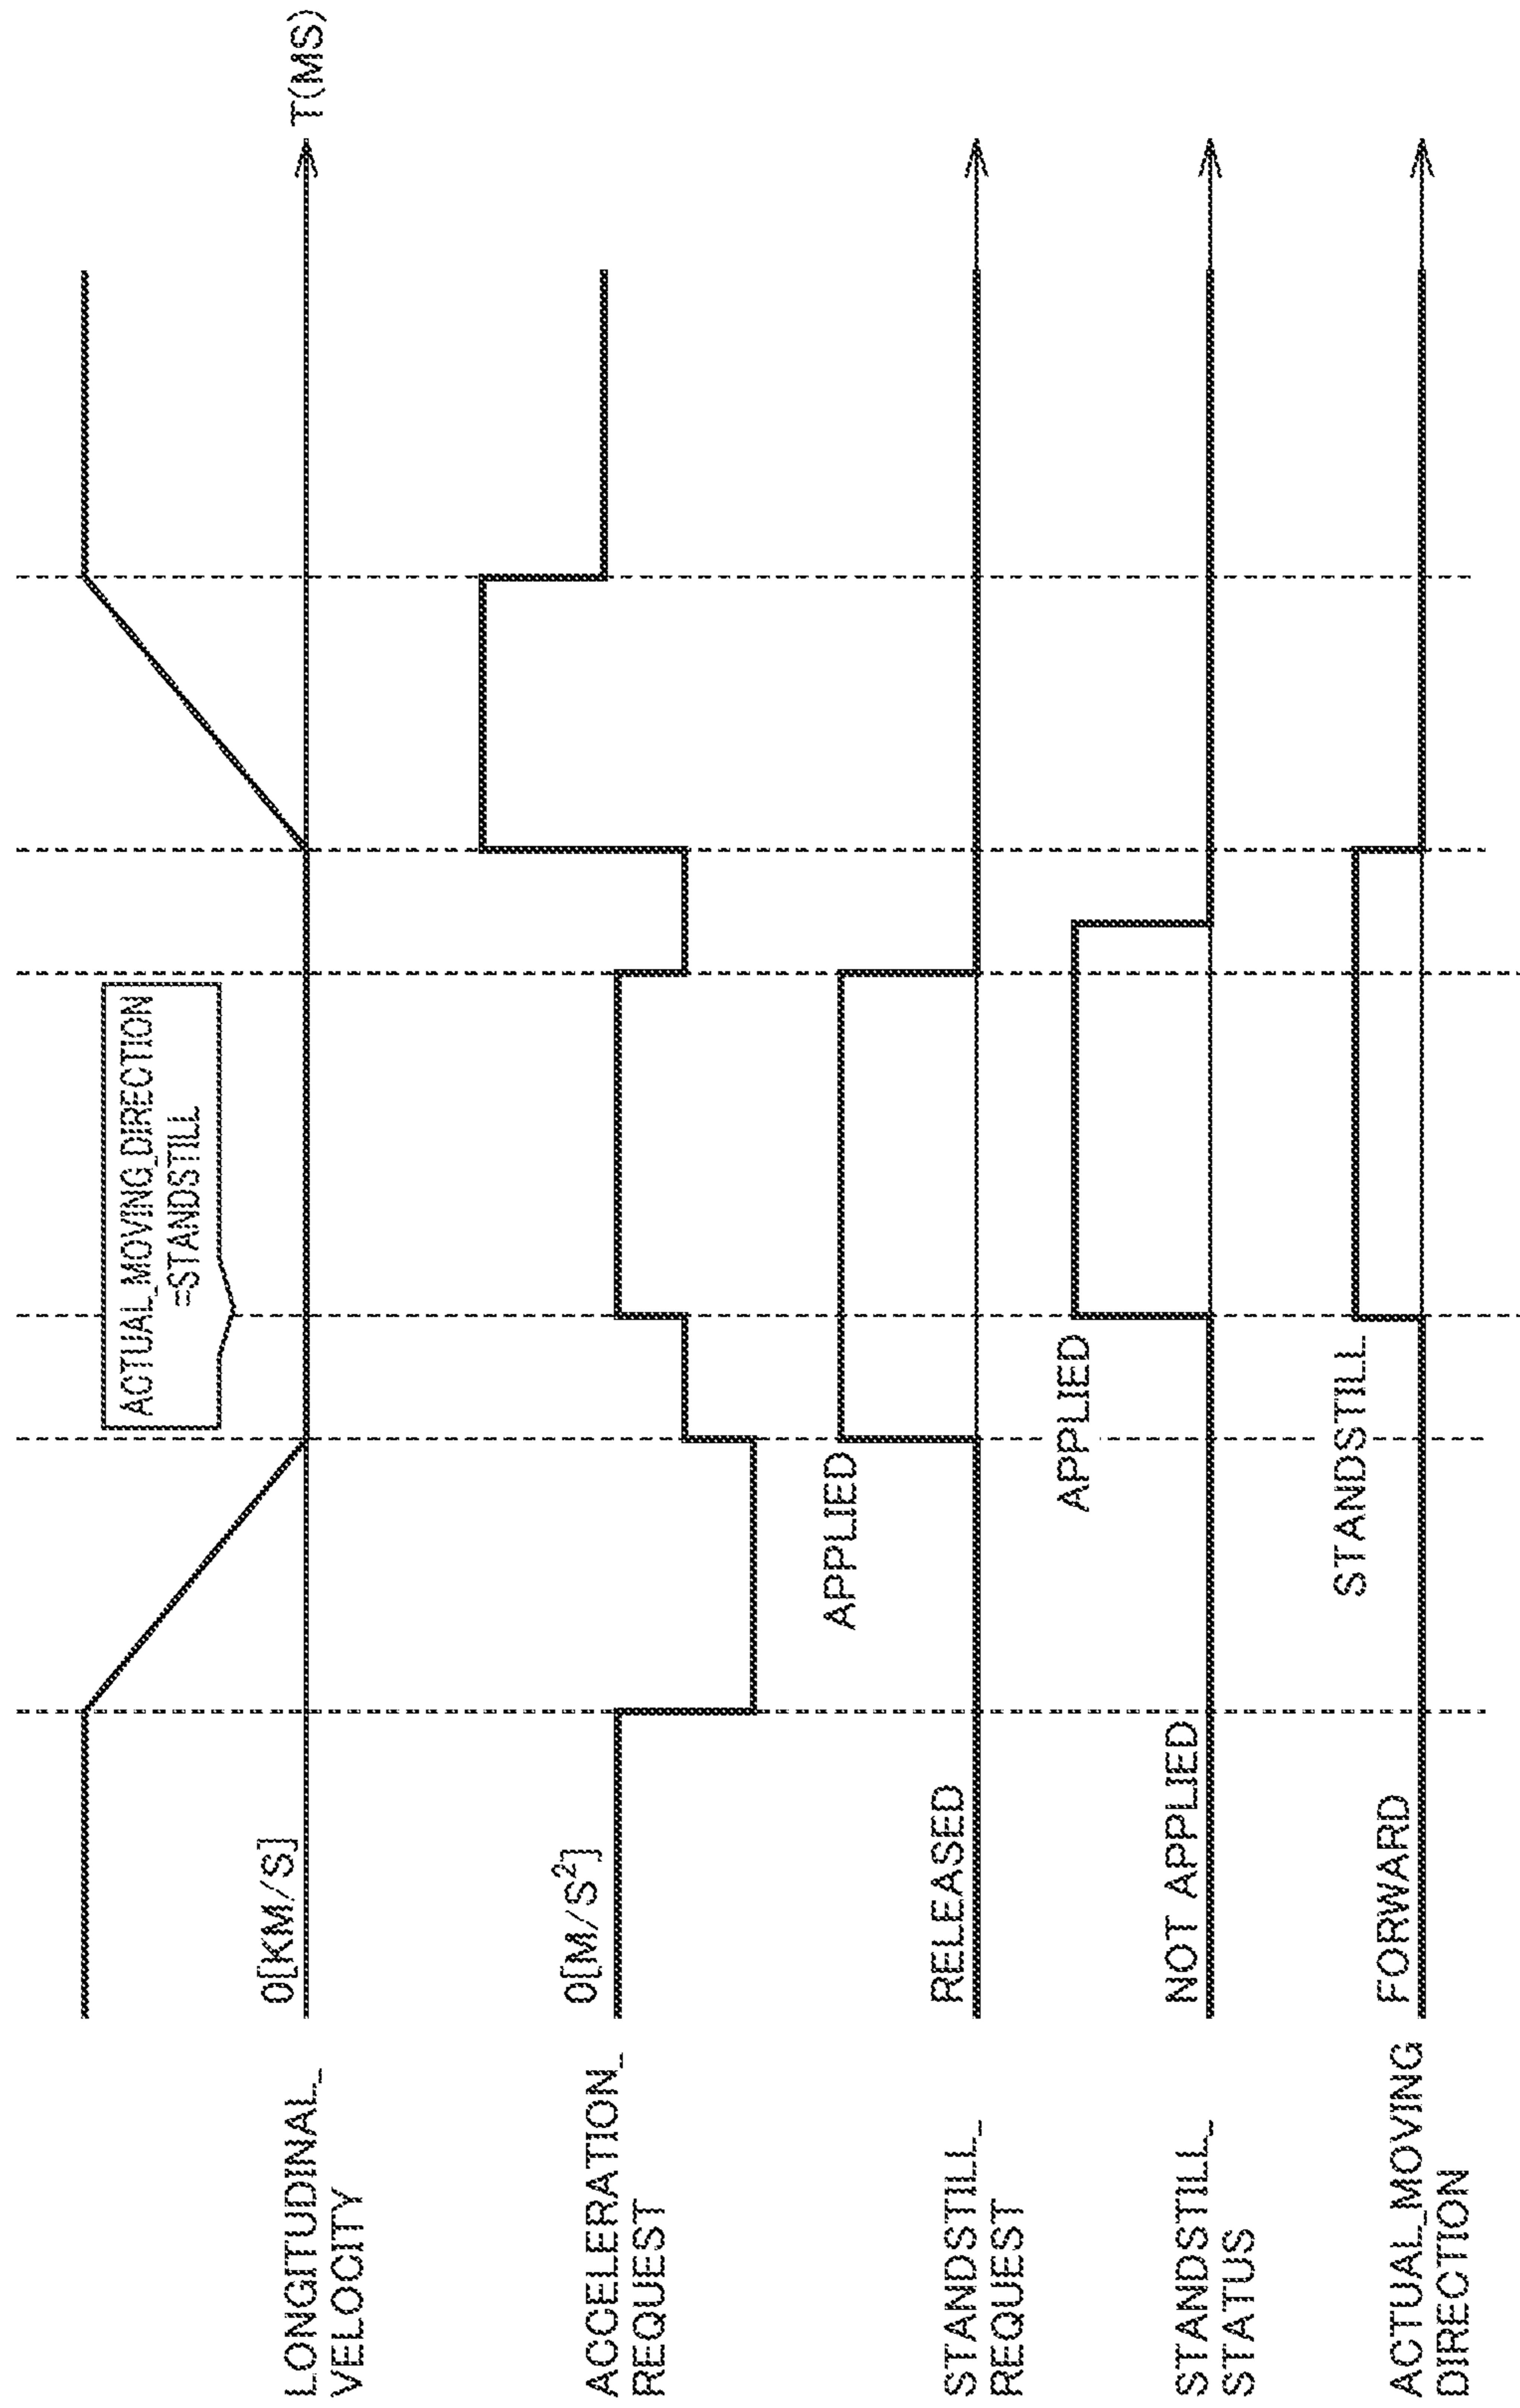 T(MS)
ACTUAL_MOVING_DIRECTION
=STANDSTILL
0[KM/S]
LONGITUDINAL_
VELOCITY
0[M/S²]
ACCELERATION_
REQUEST
APPLIED
RELEASED
STANDSTILL_
REQUEST
APPLIED
NOT APPLIED
STANDSTILL_
STATUS
STANDSTILL
FORWARD
ACTUAL_MOVING
DIRECTION